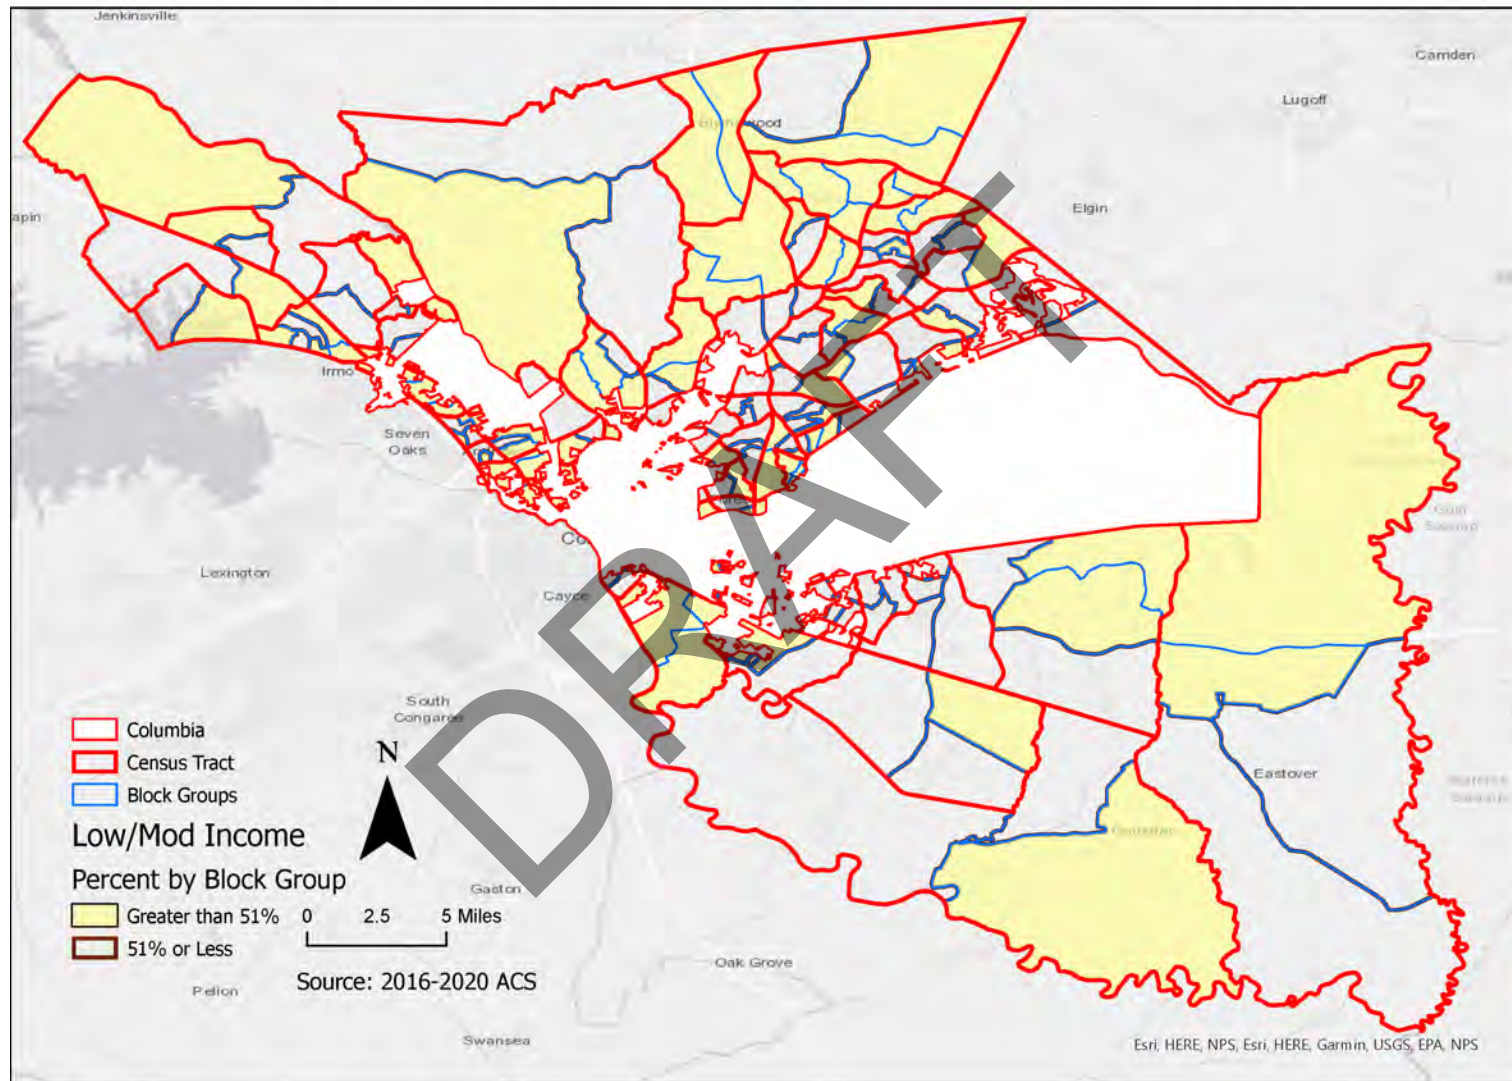 Jenkinsville
Camden
Lugoff
Elgin
apin
Irmo
Seven
Oaks
Lexington
Cayce
South
Congaree
Gaston
Oak Grove
Pelion
Swansea
Eastover
DRAFT
Columbia
Census Tract
Block Groups
Low/Mod Income
Percent by Block Group
Greater than 51%
51% or Less
N
0 2.5 5 Miles
Source: 2016-2020 ACS
Esri, HERE, NPS, Esri, HERE, Garmin, USGS, EPA, NPS